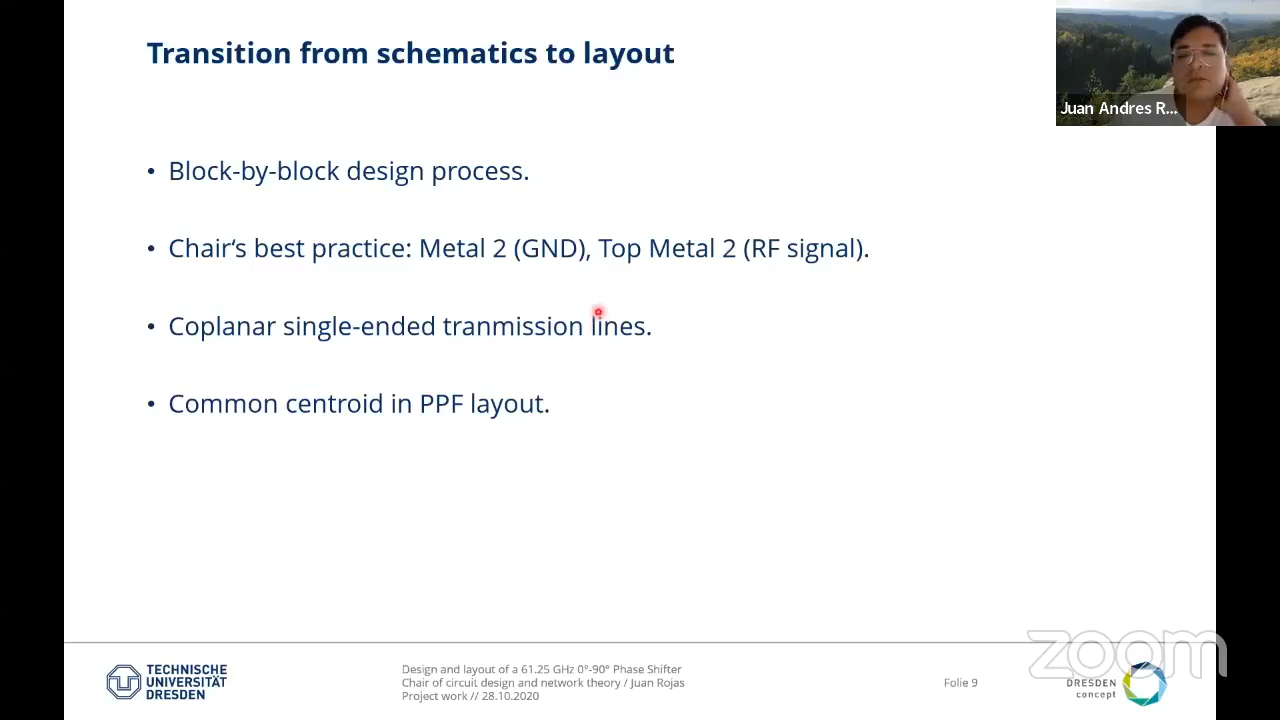 Transition from schematics to layout
Juan Andres R...
• Block-by-block design process.
• Chair‘s best practice: Metal 2 (GND), Top Metal 2 (RF signal).
• Coplanar single-ended tranmission lines.
• Common centroid in PPF layout.
TECHNISCHE
UNIVERSITÄT
DRESDEN
Design and layout of a 61.25 GHz 0°-90° Phase Shifter
Chair of circuit design and network theory / Juan Rojas
Project work // 28.10.2020
Folie 9
zoom
DRESDEN
concept